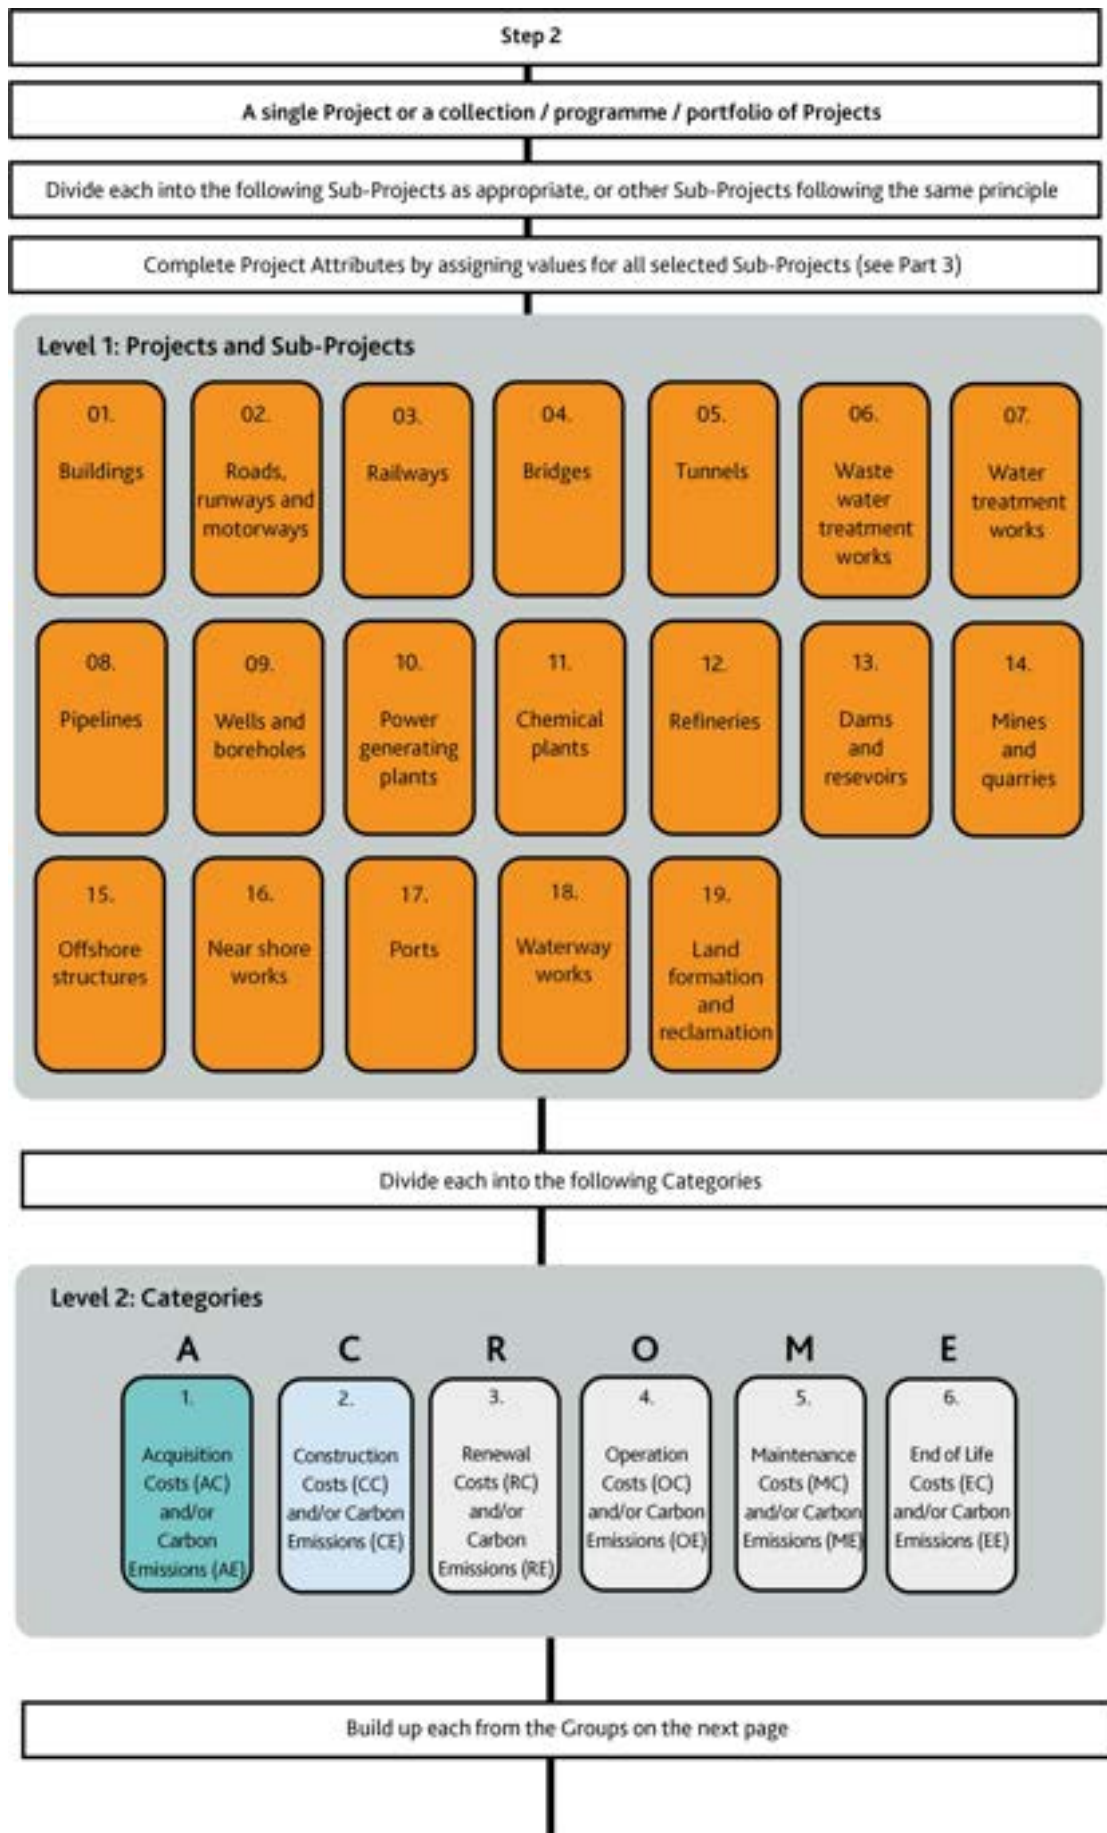 Step 2
A single Project or a collection / programme / portfolio of Projects
Divide each into the following Sub-Projects as appropriate, or other Sub-Projects following the same principle
Complete Project Attributes by assigning values for all selected Sub-Projects (see Part 3)
Level 1: Projects and Sub-Projects
01.
Buildings
02.
Roads,
runways and
motorways
03.
Railways
04.
Bridges
05.
Tunnels
06.
Waste
water
treatment
works
07.
Water
treatment
works
08.
Pipelines
09.
Wells and
boreholes
10.
Power
generating
plants
11.
Chemical
plants
12.
Refineries
13.
Dams
and
resevoirs
14.
Mines
and
quarries
15.
Offshore
structures
16.
Near shore
works
17.
Ports
18.
Waterway
works
19.
Land
formation
and
reclamation
Divide each into the following Categories
Level 2: Categories
A
1.
Acquisition
Costs (AC)
and/or
Carbon
Emissions (AE)
C
2.
Construction
Costs (CC)
and/or Carbon
Emissions (CE)
R
3.
Renewal
Costs (RC)
and/or
Carbon
Emissions (RE)
O
4.
Operation
Costs (OC)
and/or Carbon
Emissions (OE)
M
5.
Maintenance
Costs (MC)
and/or Carbon
Emissions (ME)
E
6.
End of Life
Costs (EC)
and/or Carbon
Emissions (EE)
Build up each from the Groups on the next page